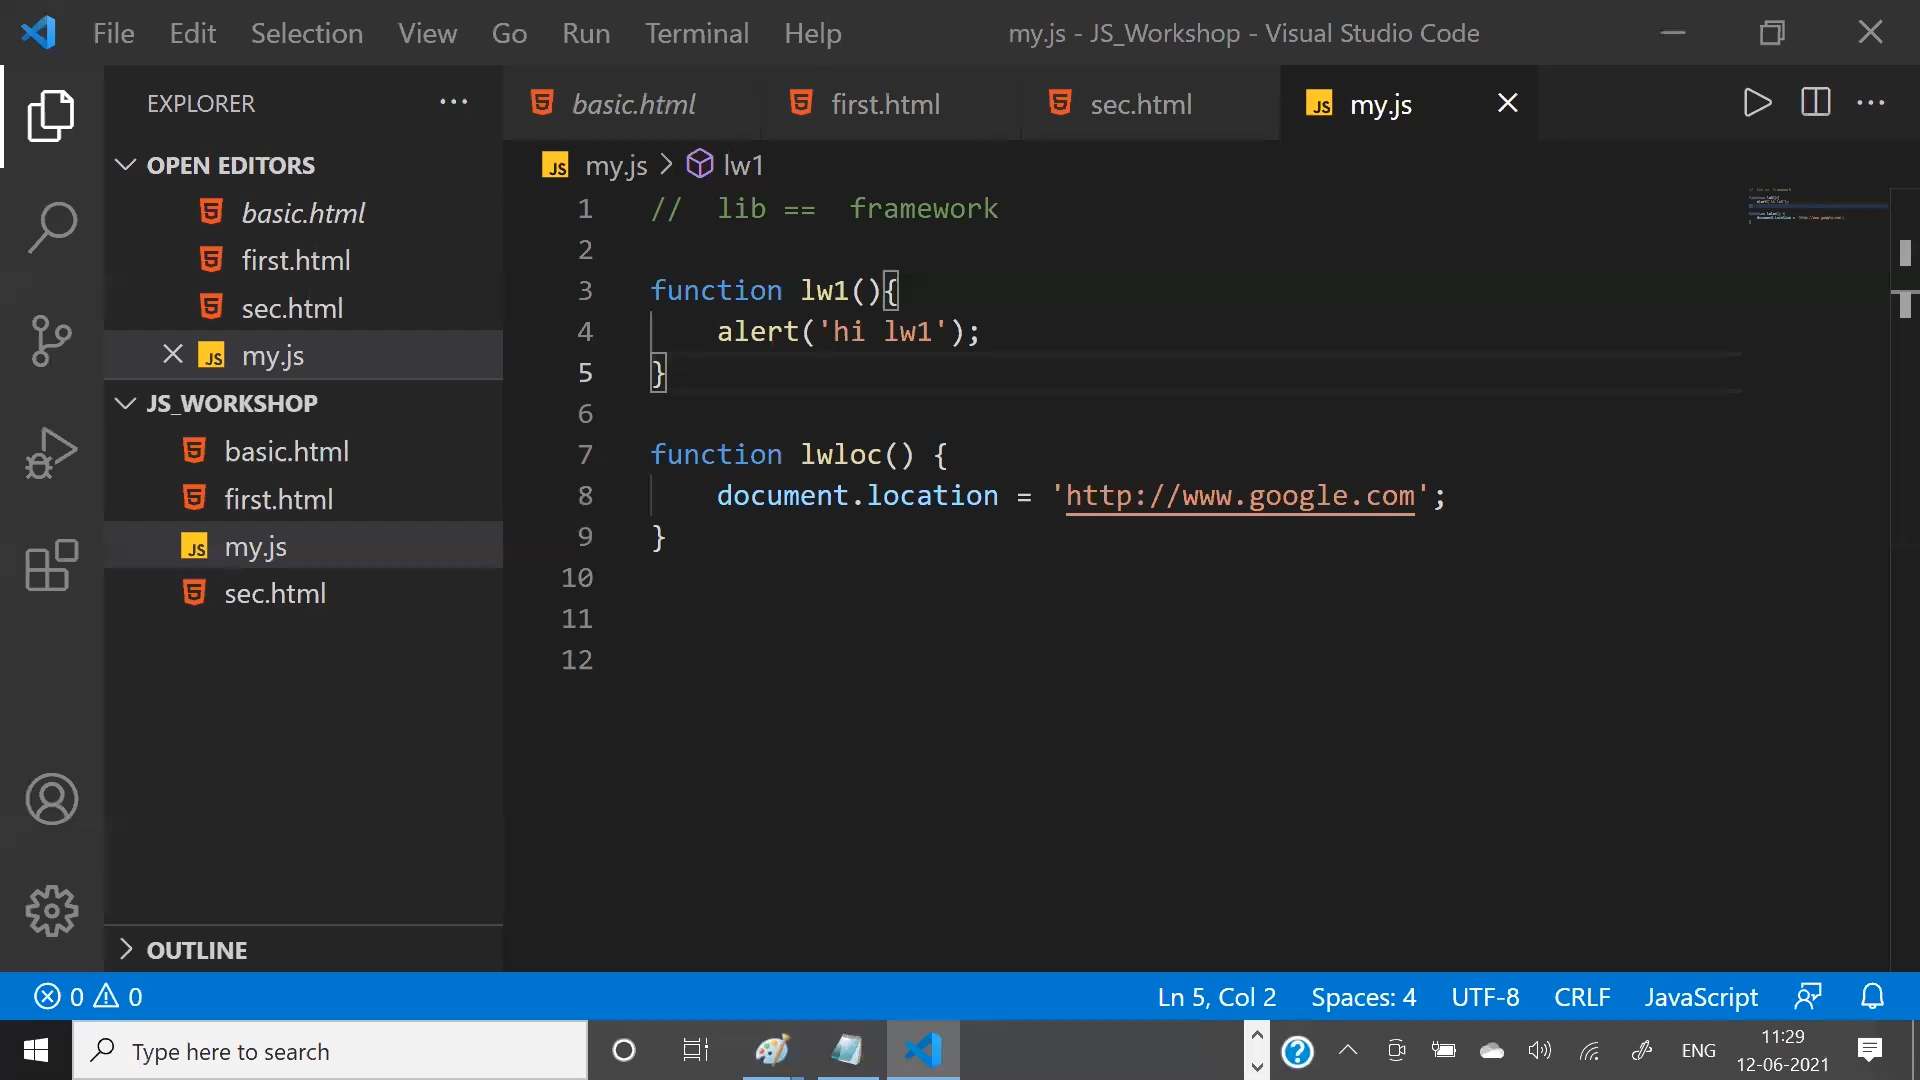 File Edit Selection View Go Run Terminal Help my.js - JS_Workshop - Visual Studio Code
EXPLORER
basic.html first.html sec.html JS my.js
OPEN EDITORS
basic.html
first.html
sec.html
JS my.js
JS_WORKSHOP
basic.html
first.html
JS my.js
sec.html
OUTLINE
JS my.js > lw1
1 // lib == framework
2
3 function lw1(){
4 alert('hi lw1');
5 }
6
7 function lwloc() {
8 document.location = 'http://www.google.com';
9 }
10
11
12
0 0 Ln 5, Col 2 Spaces: 4 UTF-8 CRLF JavaScript
Type here to search
ENG
11:29
12-06-2021